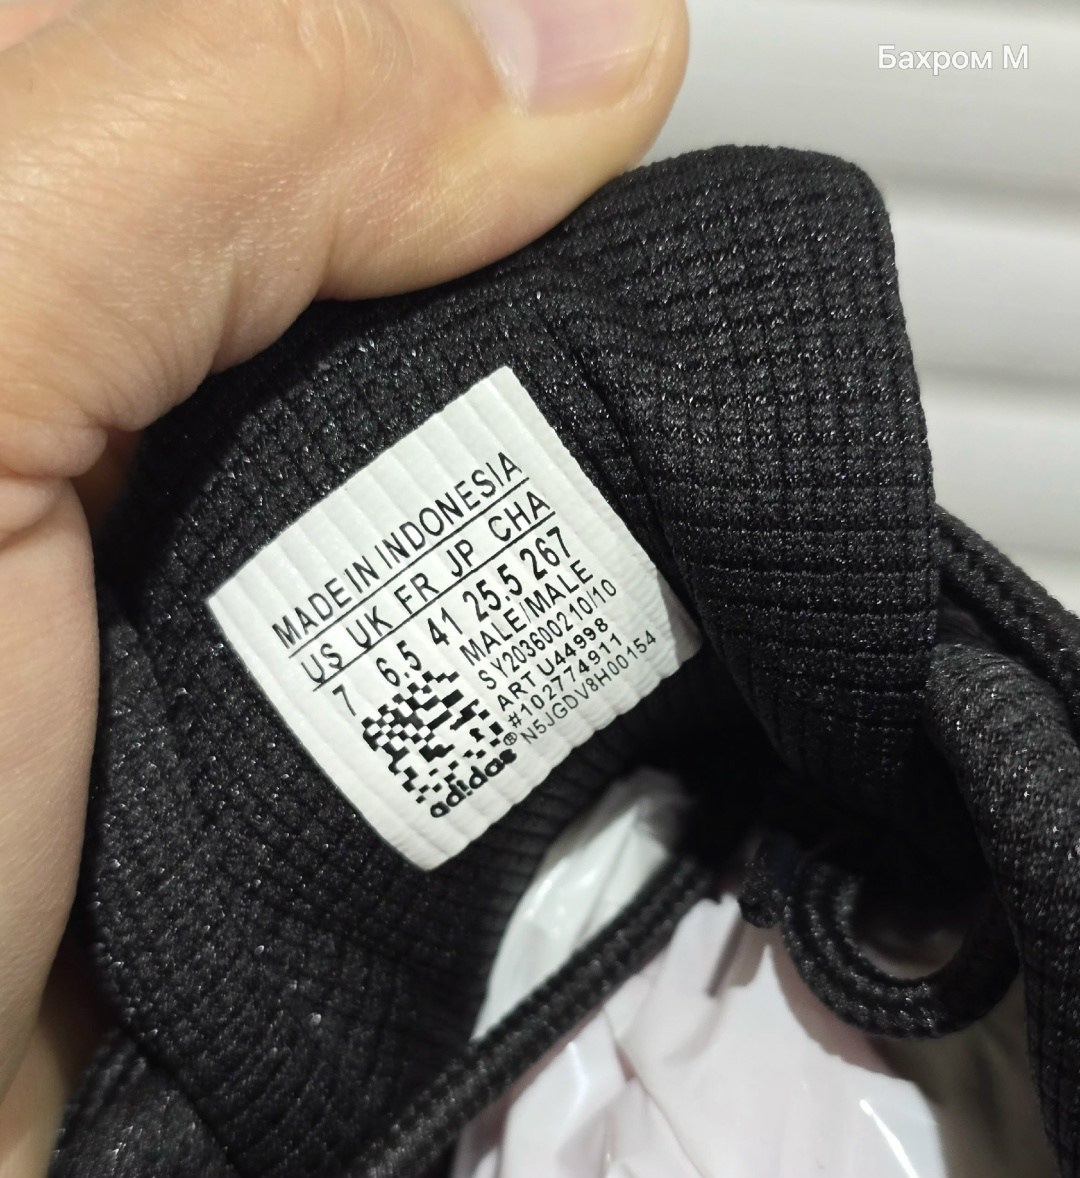 Бахром М
MADE IN INDONESIA
US UK FR JP CHA
7 6.5 41 25.5 267
MALE/MALE
SY20360021010/10
ART U44998
#102774911
N5JGDV8H00154
adidas®